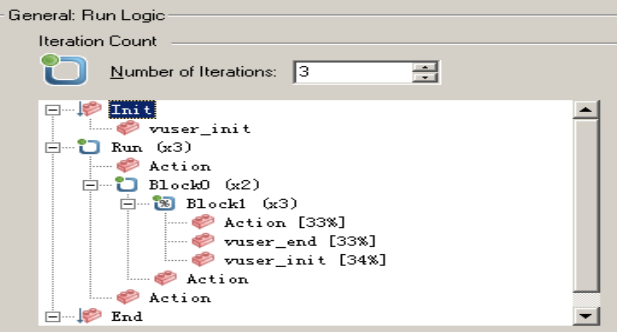 General: Run Logic
Iteration Count
Number of Iterations: 3
Init
vuser_init
Run (x3)
Action
Block0 (x2)
Block1 (x3)
Action [33%]
vuser_end [33%]
vuser_init [34%]
Action
Action
End